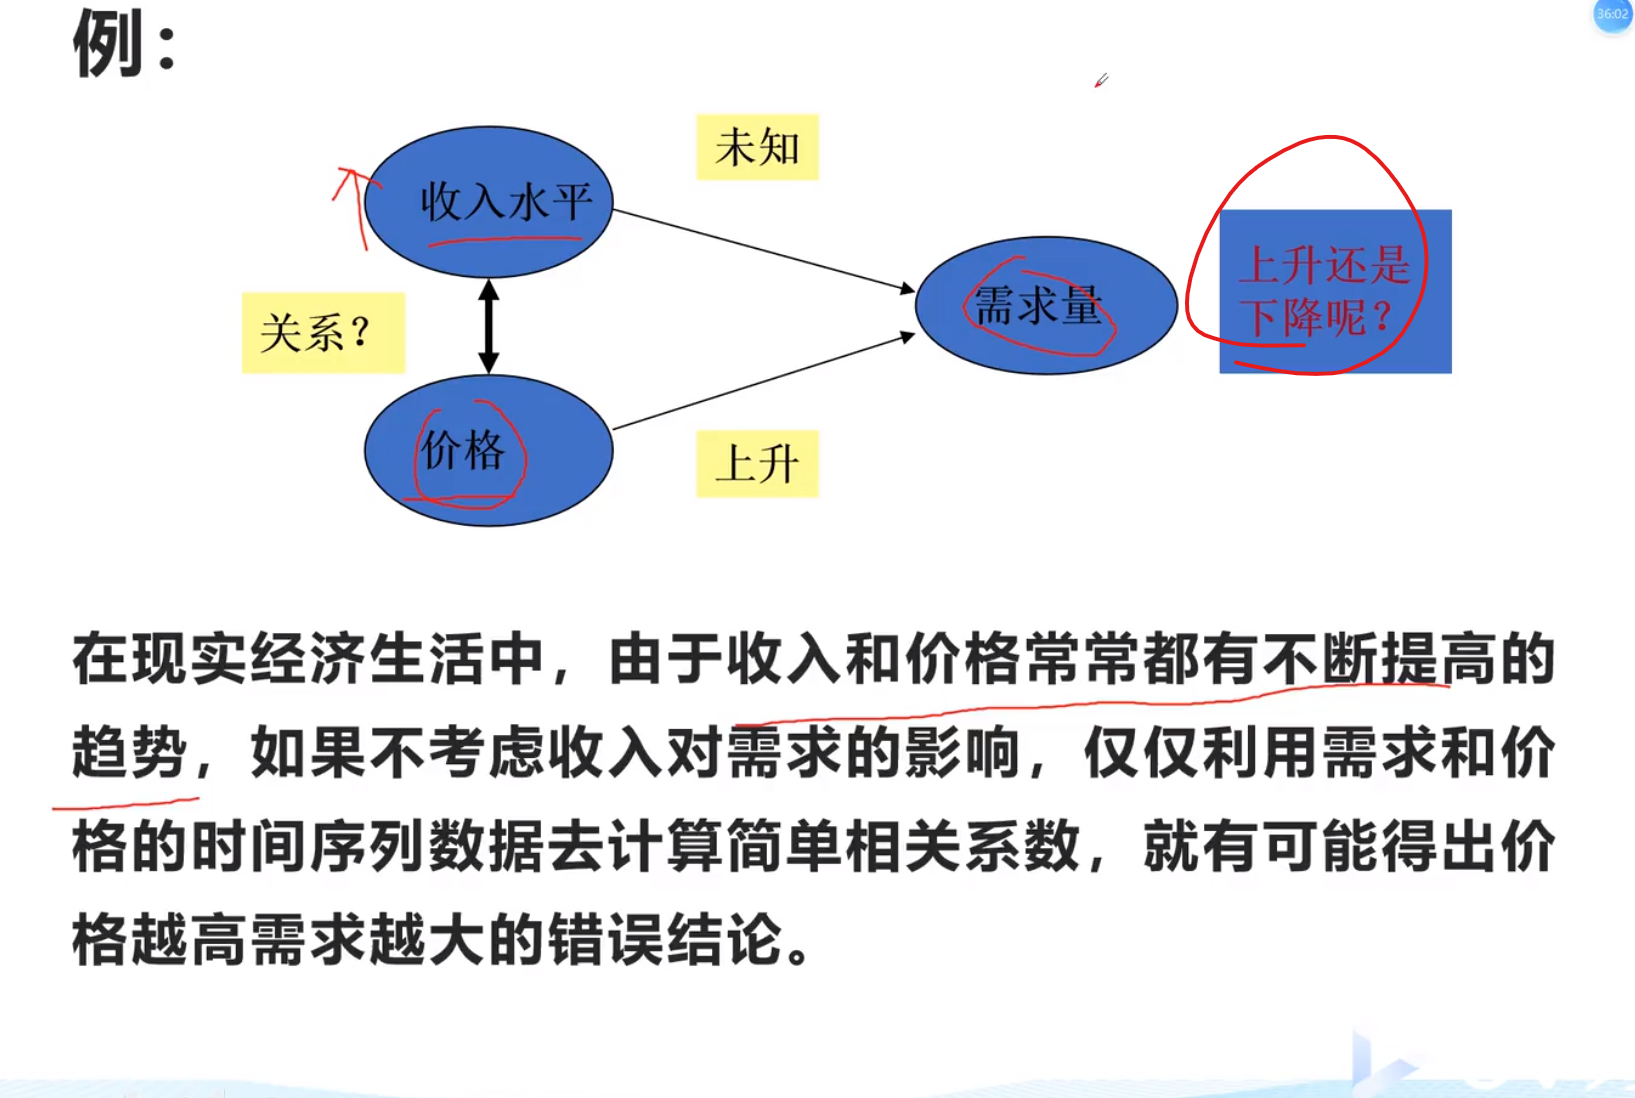 36:02
例：
未知
收入水平
上升还是
下降呢？
需求量
关系？
价格
上升
在现实经济生活中，由于收入和价格常常都有不断提高的
趋势，如果不考虑收入对需求的影响，仅仅利用需求和价
格的时间序列数据去计算简单相关系数，就有可能得出价
格越高需求越大的错误结论。